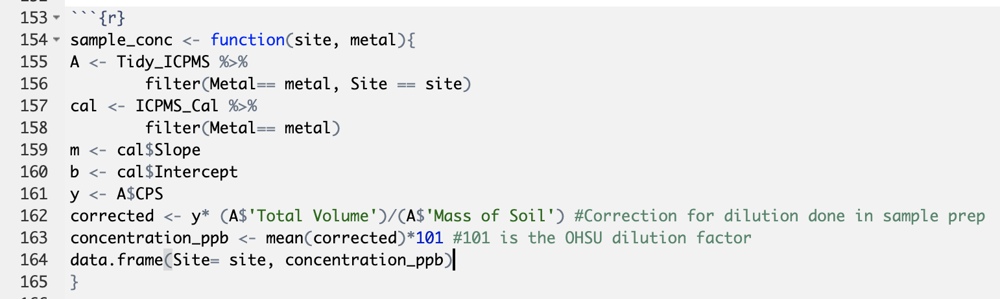 153 ```{r}
154 sample_conc <- function(site, metal){
155 A <- Tidy_ICPMS %>%
156         filter(Metal== metal, Site == site)
157 cal <- ICPMS_Cal %>%
158         filter(Metal== metal)
159 m <- cal$Slope
160 b <- cal$Intercept
161 y <- A$CPS
162 corrected <- y* (A$'Total Volume')/(A$'Mass of Soil') #Correction for dilution done in sample prep
163 concentration_ppb <- mean(corrected)*101 #101 is the OHSU dilution factor
164 data.frame(Site= site, concentration_ppb)
165 }